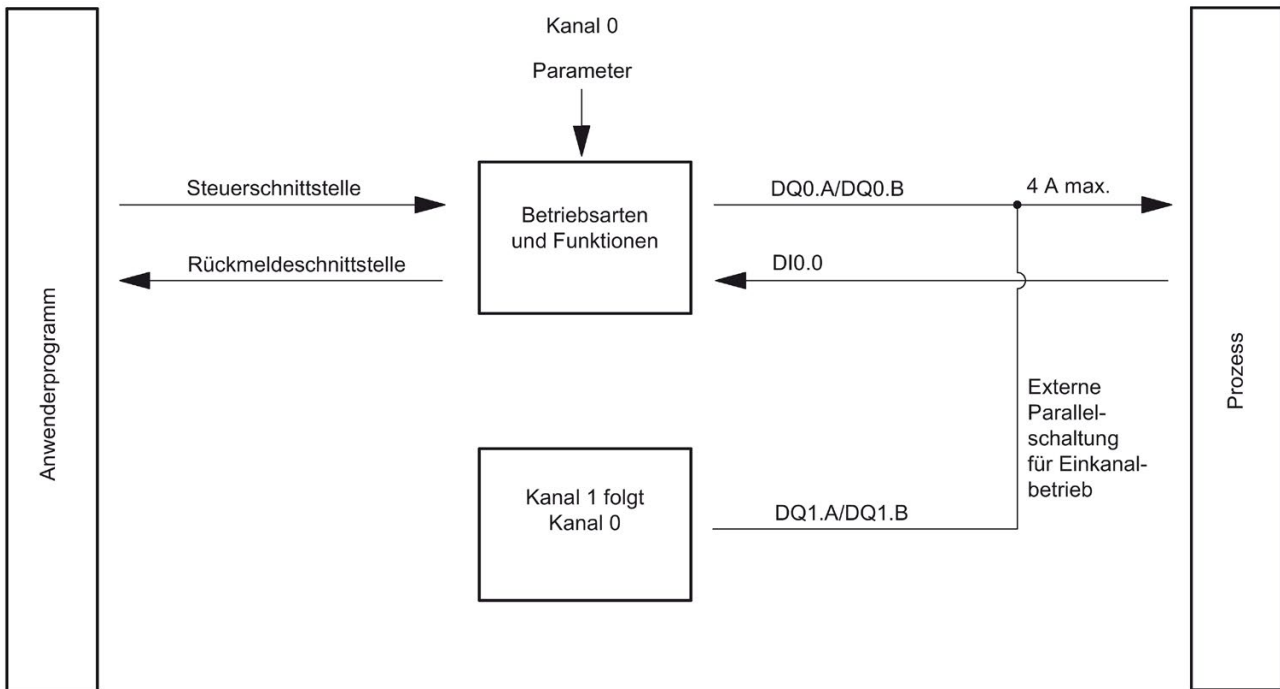 Kanal 0
Parameter
Anwenderprogramm
Steuerschnittstelle
Rückmeldeschnittstelle
Betriebsarten
und Funktionen
DQ0.A/DQ0.B
4 A max.
DI0.0
Prozess
Externe
Parallel-
schaltung
für Einkanal-
betrieb
Kanal 1 folgt
Kanal 0
DQ1.A/DQ1.B